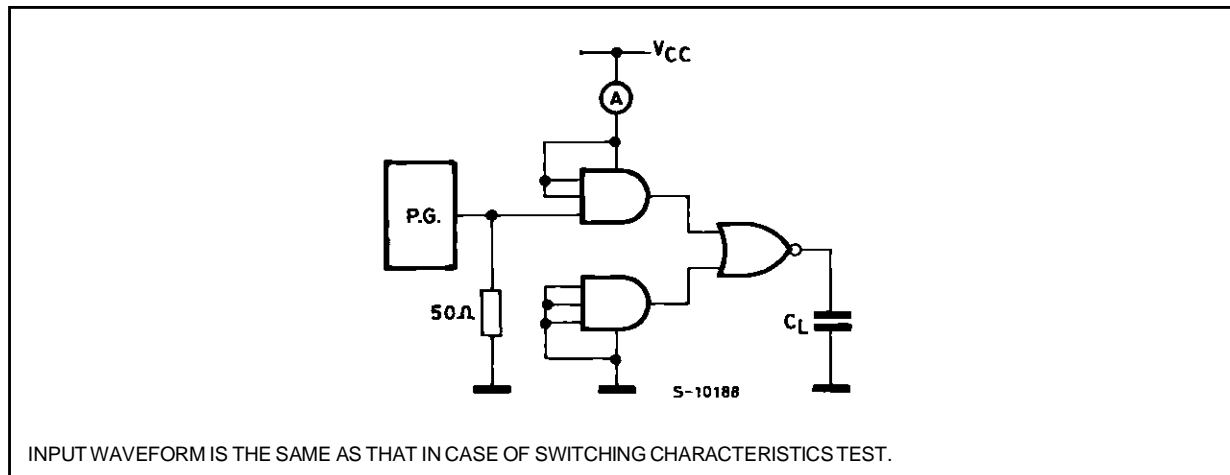 VCC
A
P.G.
50Ω
CL
S-10188
INPUT WAVEFORM IS THE SAME AS THAT IN CASE OF SWITCHING CHARACTERISTICS TEST.